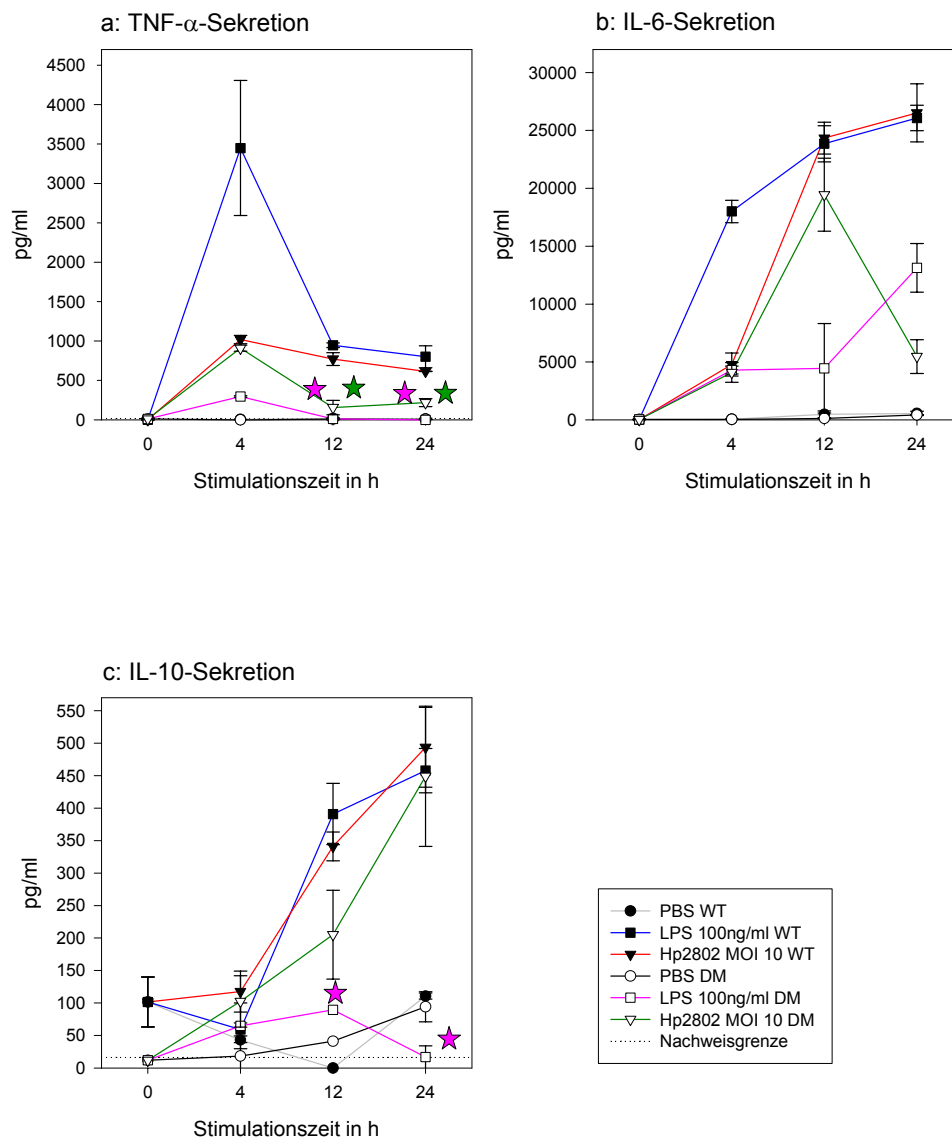 a: TNF-α-Sekretion
pg/ml
4500
4000
3500
3000
2500
2000
1500
1000
500
0
0 4 12 24
Stimulationszeit in h
b: IL-6-Sekretion
pg/ml
30000
25000
20000
15000
10000
5000
0
0 4 12 24
Stimulationszeit in h
c: IL-10-Sekretion
pg/ml
550
500
450
400
350
300
250
200
150
100
50
0
0 4 12 24
Stimulationszeit in h
PBS WT
LPS 100ng/ml WT
Hp2802 MOI 10 WT
PBS DM
LPS 100ng/ml DM
Hp2802 MOI 10 DM
Nachweisgrenze